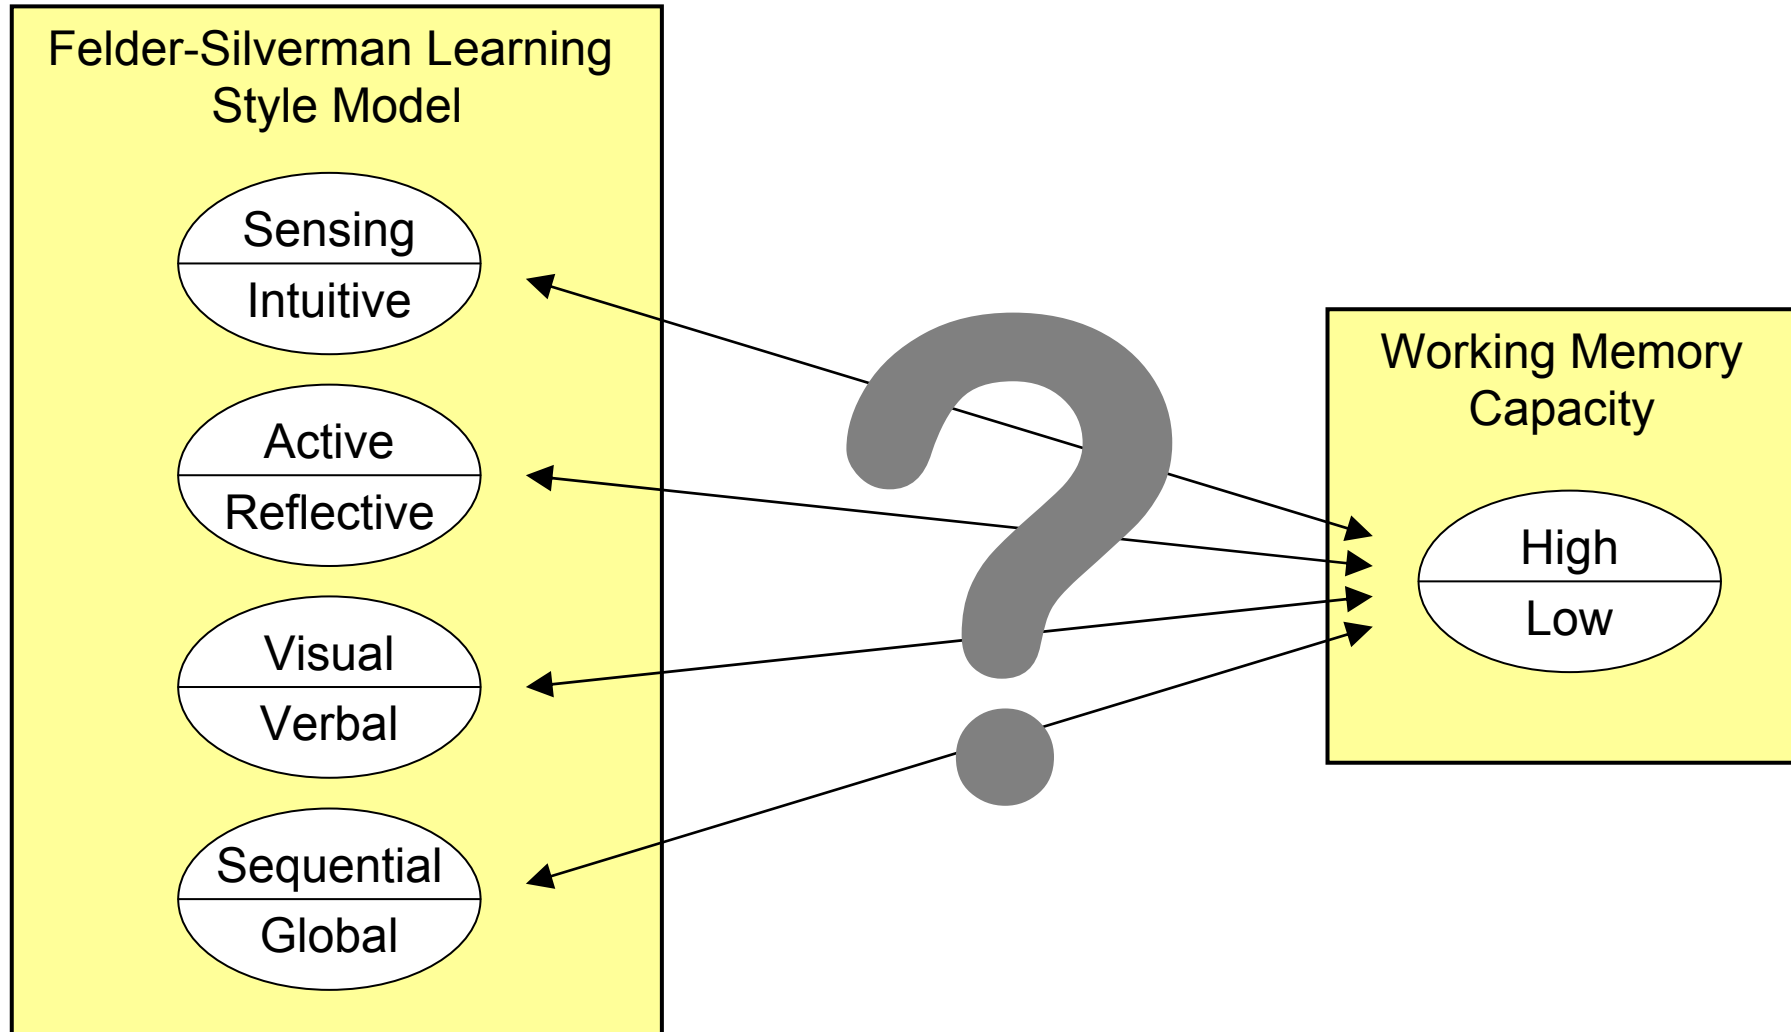 Felder-Silverman Learning
Style Model
Sensing
Intuitive
Active
Reflective
Visual
Verbal
Sequential
Global
?
Working Memory
Capacity
High
Low